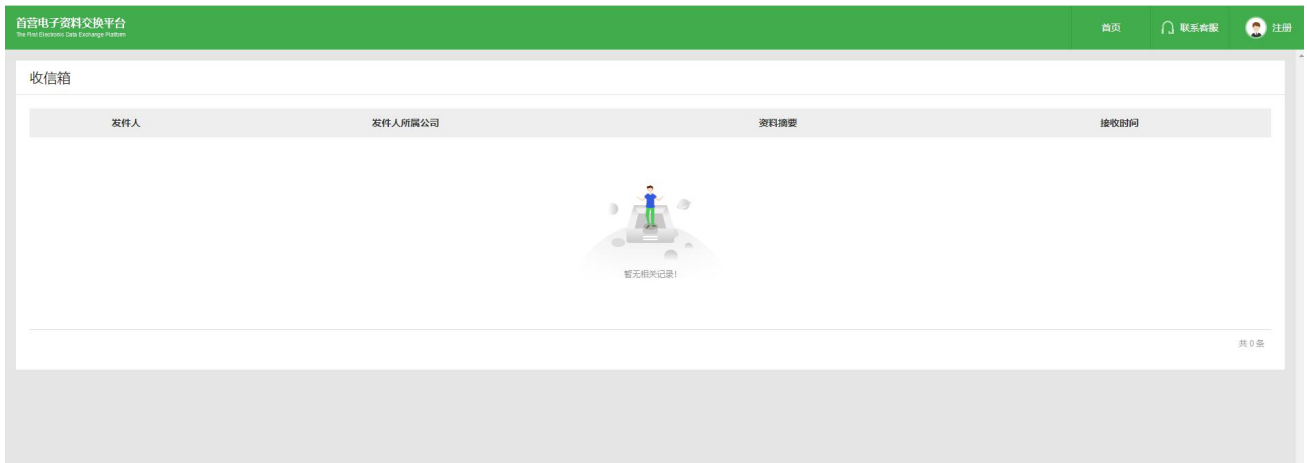 首营电子资料交换平台
The First Electronic Data Exchange Platform
首页
联系客服
注册
收信箱
发件人
发件人所属公司
资料摘要
接收时间
暂无相关记录!
共 0 条